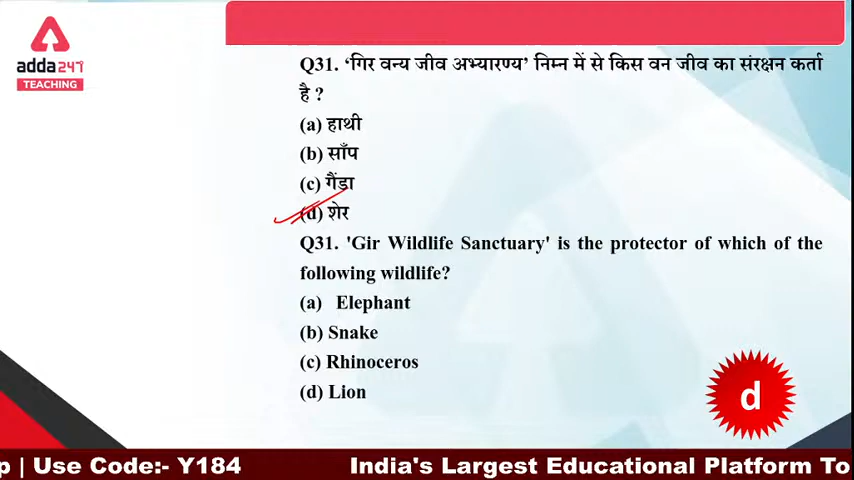 adda247
TEACHING
Q31. ‘गिर वन्य जीव अभ्यारण्य’ निम्न में से किस वन जीव का संरक्षन कर्ता
है ?
(a) हाथी
(b) साँप
(c) गैंडा
(d) शेर
Q31. 'Gir Wildlife Sanctuary' is the protector of which of the
following wildlife?
(a) Elephant
(b) Snake
(c) Rhinoceros
(d) Lion
d
p | Use Code:- Y184 India's Largest Educational Platform To